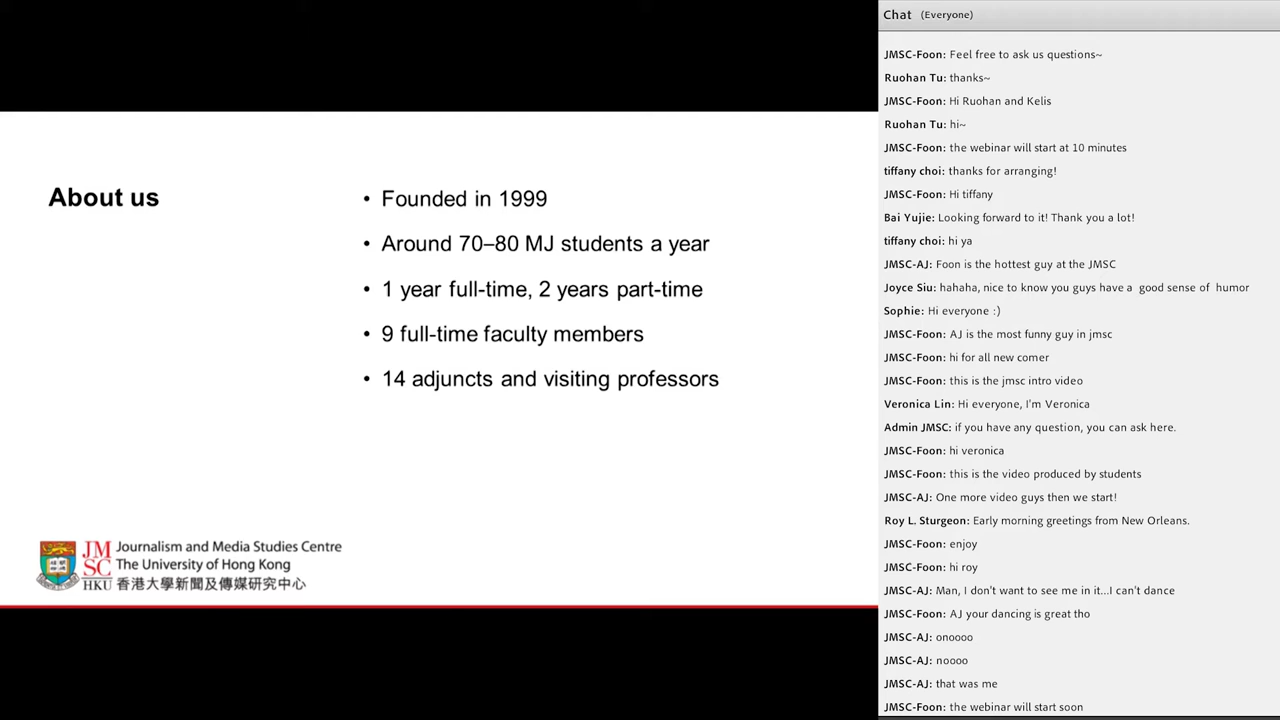 About us
• Founded in 1999
• Around 70–80 MJ students a year
• 1 year full-time, 2 years part-time
• 9 full-time faculty members
• 14 adjuncts and visiting professors
JM
SC
HKU
Journalism and Media Studies Centre
The University of Hong Kong
香港大學新聞及傳媒研究中心
Chat (Everyone)
JMSC-Foon: Feel free to ask us questions~
Ruohan Tu: thanks~
JMSC-Foon: Hi Ruohan and Kelis
Ruohan Tu: hi~
JMSC-Foon: the webinar will start at 10 minutes
tiffany choi: thanks for arranging!
JMSC-Foon: Hi tiffany
Bai Yujie: Looking forward to it! Thank you a lot!
tiffany choi: hi ya
JMSC-AJ: Foon is the hottest guy at the JMSC
Joyce Siu: hahaha, nice to know you guys have a good sense of humor
Sophie: Hi everyone :)
JMSC-Foon: AJ is the most funny guy in jmsc
JMSC-Foon: hi for all new comer
JMSC-Foon: this is the jmsc intro video
Veronica Lin: Hi everyone, I'm Veronica
Admin JMSC: if you have any question, you can ask here.
JMSC-Foon: hi veronica
JMSC-Foon: this is the video produced by students
JMSC-AJ: One more video guys then we start!
Roy L. Sturgeon: Early morning greetings from New Orleans.
JMSC-Foon: enjoy
JMSC-Foon: hi roy
JMSC-AJ: Man, I don't want to see me in it...I can't dance
JMSC-Foon: AJ your dancing is great tho
JMSC-AJ: onoooo
JMSC-AJ: noooo
JMSC-AJ: that was me
JMSC-Foon: the webinar will start soon